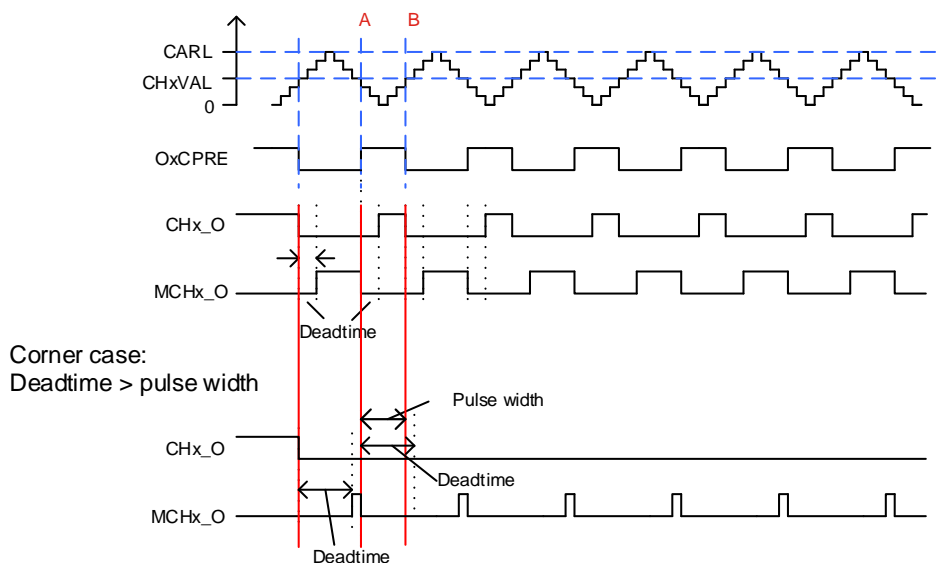 A
B
CARL
CHxVAL
0
OxCPRE
CHx_O
MCHx_O
Deadtime
Corner case:
Deadtime > pulse width
Pulse width
CHx_O
Deadtime
MCHx_O
Deadtime